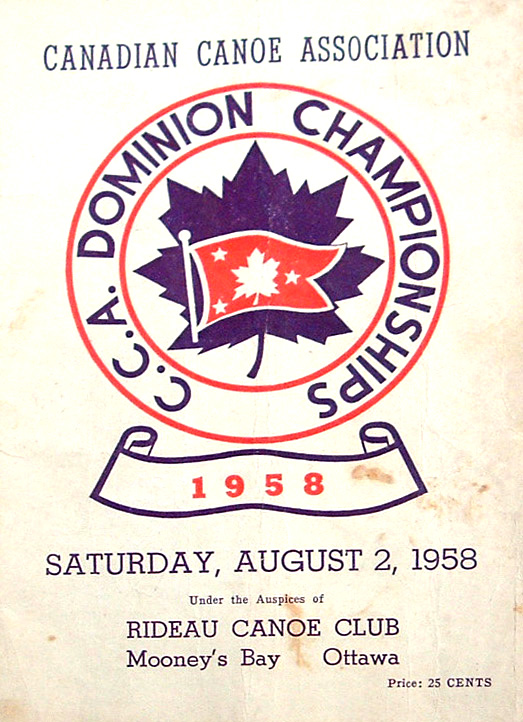 CANADIAN CANOE ASSOCIATION
C.C.A. DOMINION CHAMPIONSHIPS
1958
SATURDAY, AUGUST 2, 1958
Under the Auspices of
RIDEAU CANOE CLUB
Mooney's Bay Ottawa
Price: 25 CENTS